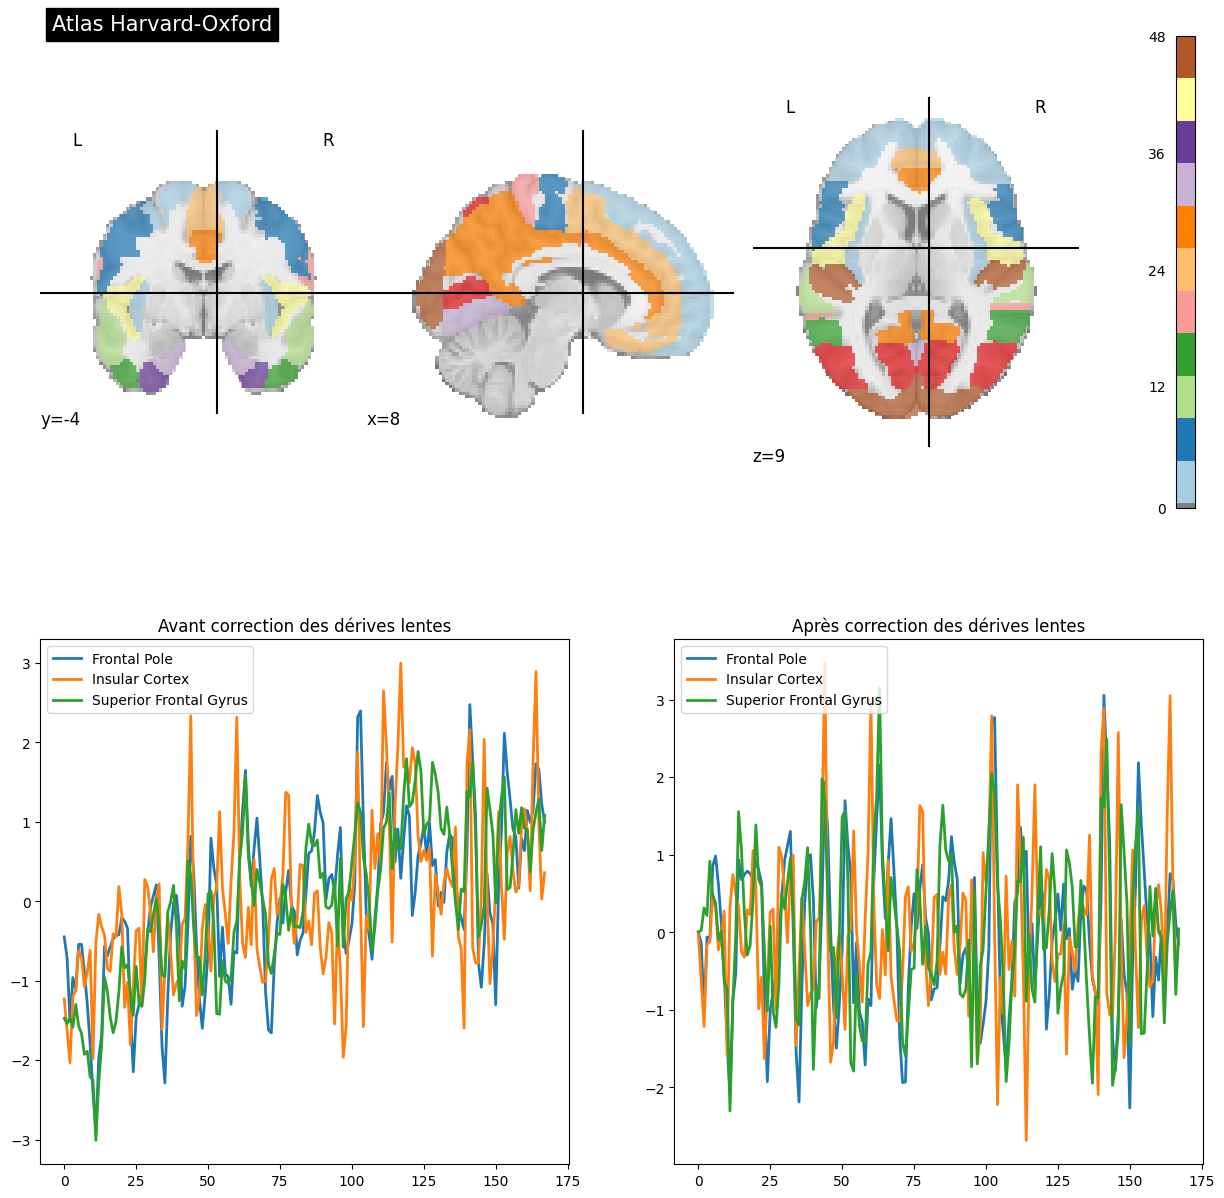 Atlas Harvard-Oxford
L
R
y=-4
x=8
L
R
z=9
48
36
24
12
0
Avant correction des dérives lentes
Frontal Pole
Insular Cortex
Superior Frontal Gyrus
3
2
1
0
−1
−2
−3
0
25
50
75
100
125
150
175
Après correction des dérives lentes
Frontal Pole
Insular Cortex
Superior Frontal Gyrus
3
2
1
0
−1
−2
0
25
50
75
100
125
150
175